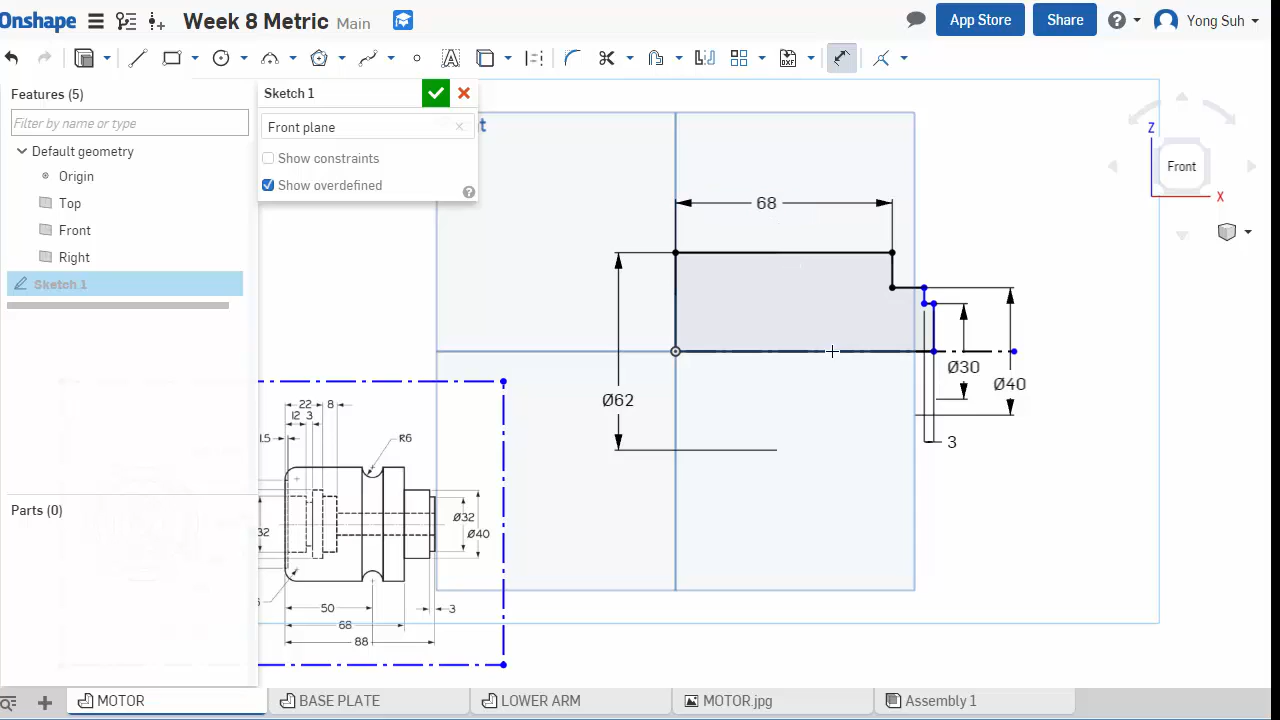 Onshape Week 8 Metric Main App Store Share Yong Suh
Features (5)
Filter by name or type
Default geometry
Origin
Top
Front
Right
Sketch 1
Parts (0)
Sketch 1
Front plane
Show constraints
Show overdefined
68
Ø62
Ø30
Ø40
3
Z
Front
X
22 8
12 3
R6
Ø32
Ø40
50
3
68
88
MOTOR BASE PLATE LOWER ARM MOTOR.jpg Assembly 1